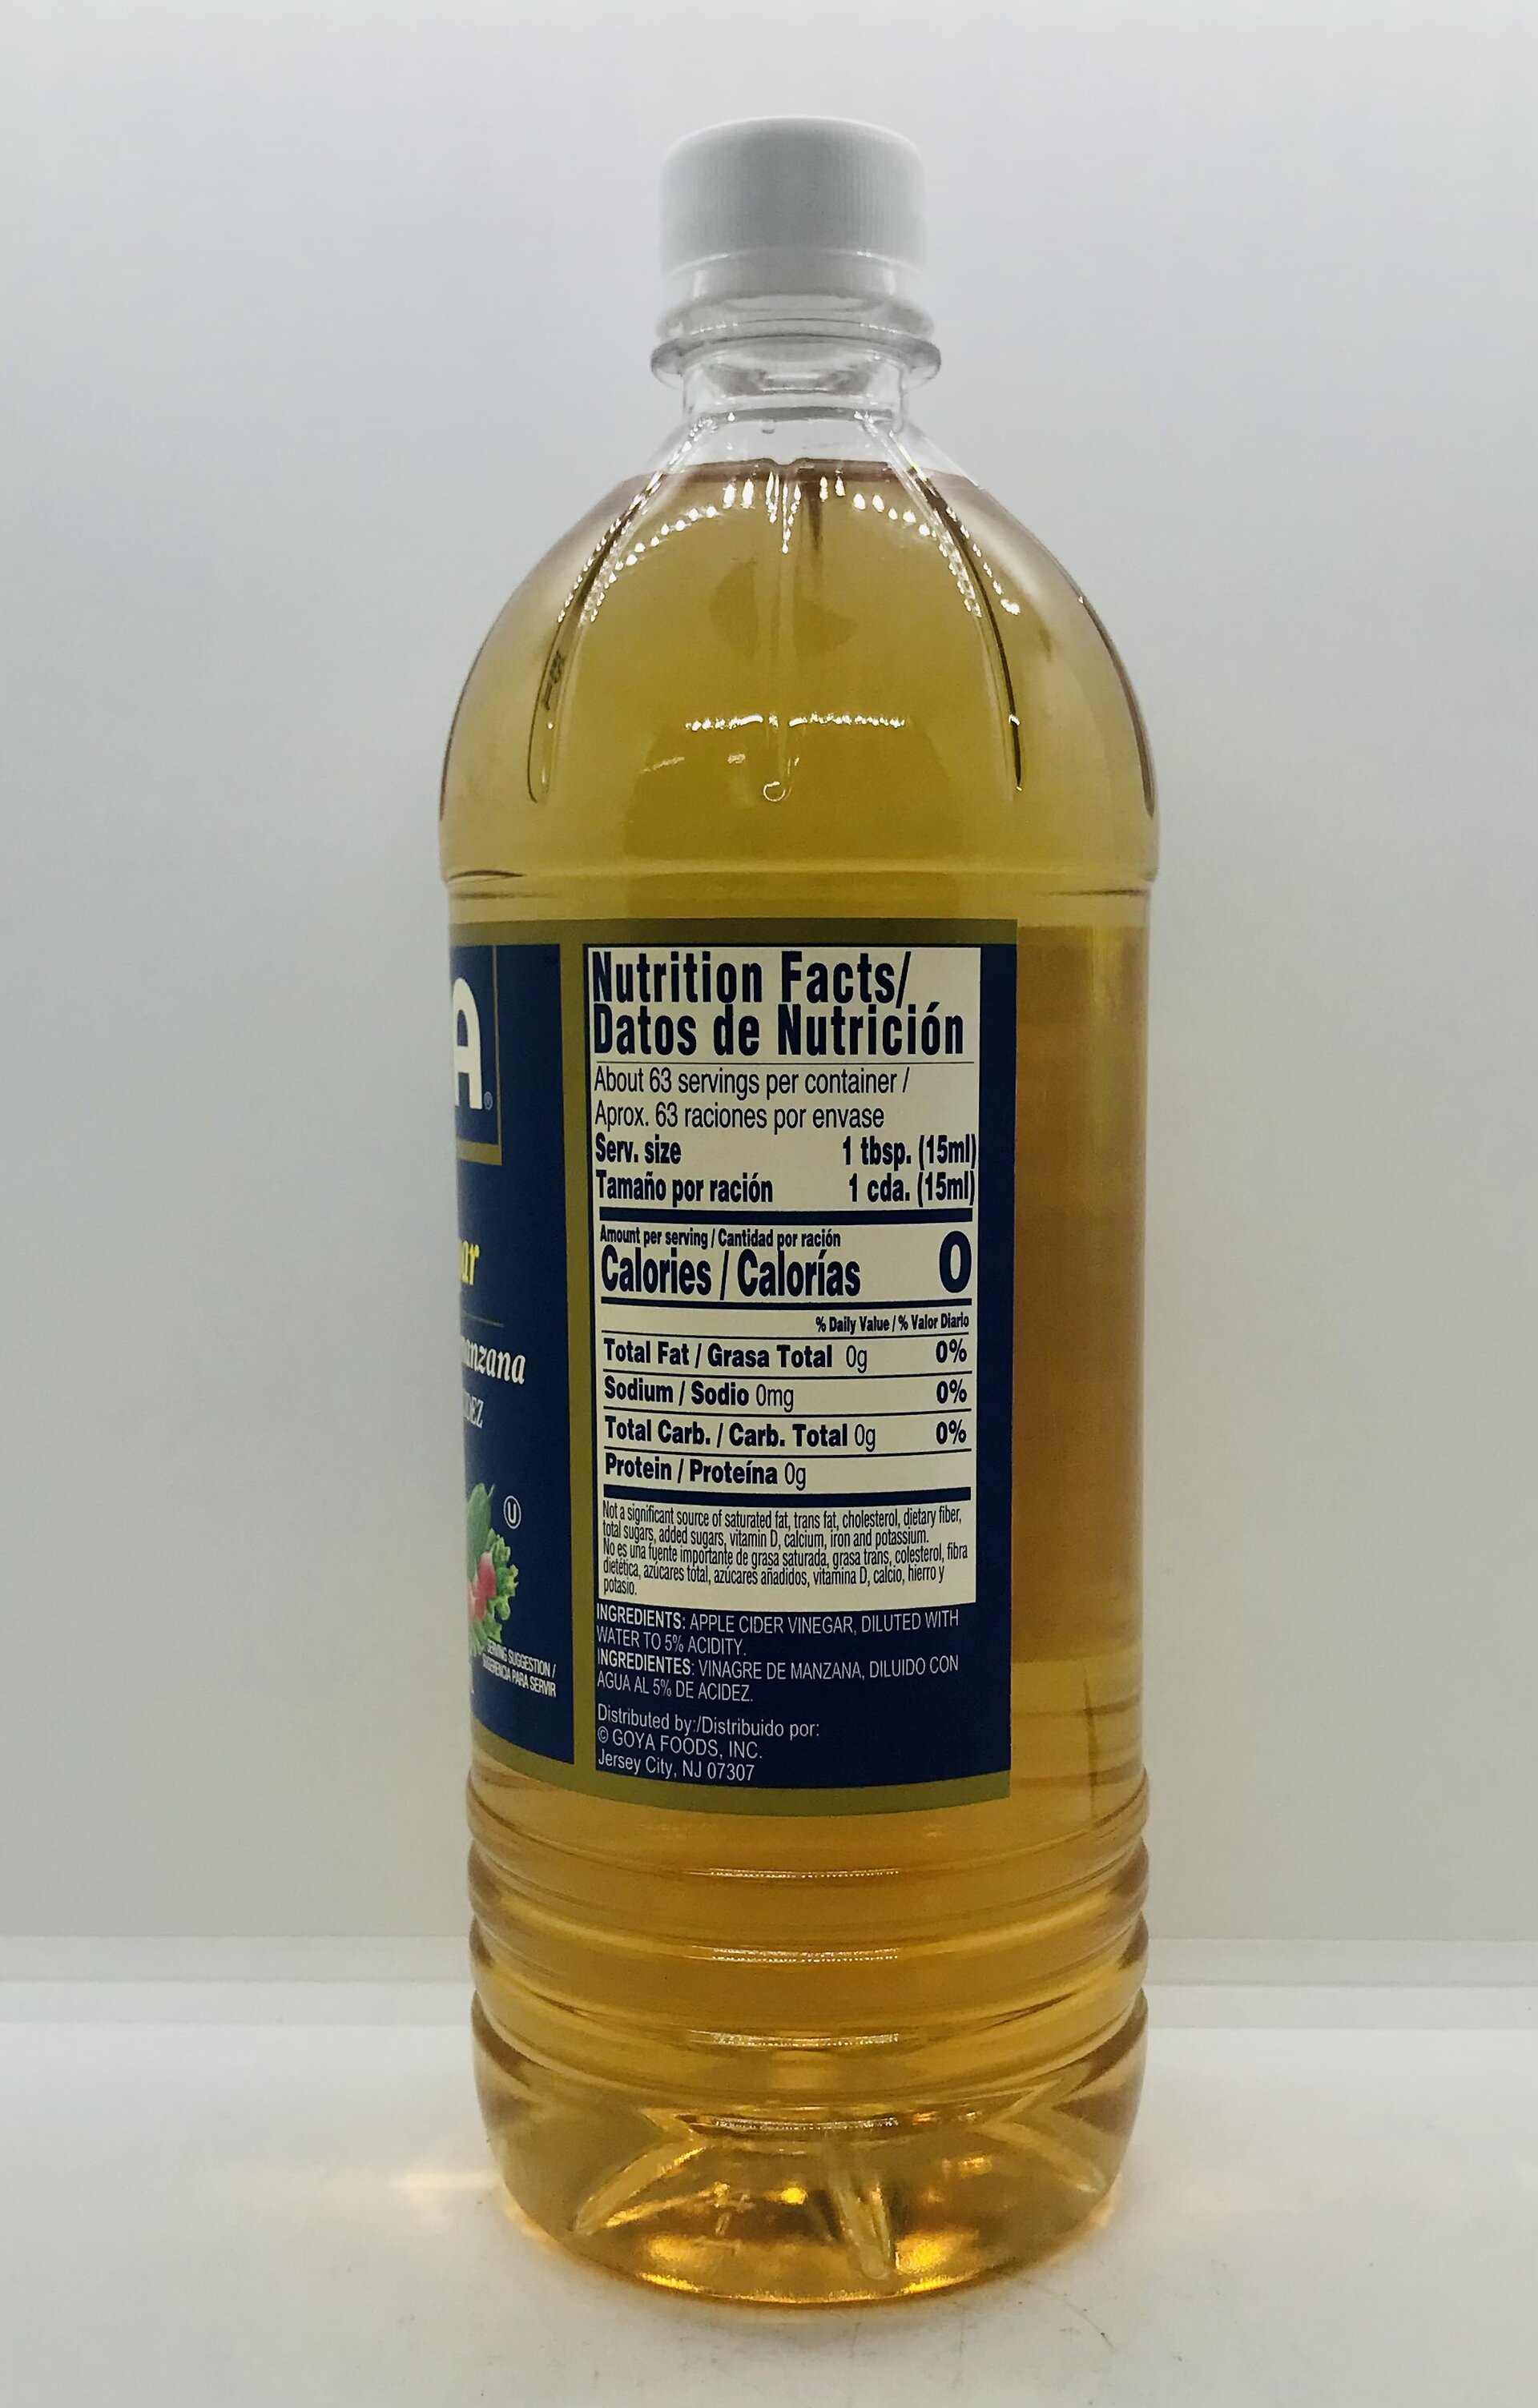 A®
manzana
Nutrition Facts/
Datos de Nutrición
About 63 servings per container /
Aprox. 63 raciones por envase
Serv. size 1 tbsp. (15ml)
Tamaño por ración 1 cda. (15ml)
Amount per serving / Cantidad por ración
Calories / Calorías 0
% Daily Value / % Valor Diario
Total Fat / Grasa Total 0g 0%
Sodium / Sodio 0mg 0%
Total Carb. / Carb. Total 0g 0%
Protein / Proteína 0g
Not a significant source of saturated fat, trans fat, cholesterol, dietary fiber,
total sugars, added sugars, vitamin D, calcium, iron and potassium.
No es una fuente importante de grasa saturada, grasa trans, colesterol, fibra
dietética, azúcares total, azúcares añadidos, vitamina D, calcio, hierro y
potasio.
INGREDIENTS: APPLE CIDER VINEGAR, DILUTED WITH
WATER TO 5% ACIDITY.
INGREDIENTES: VINAGRE DE MANZANA, DILUIDO CON
AGUA AL 5% DE ACIDEZ.
Distributed by:/Distribuido por:
© GOYA FOODS, INC.
Jersey City, NJ 07307
U
SERVING SUGGESTION /
SUGERENCIA PARA SERVIR